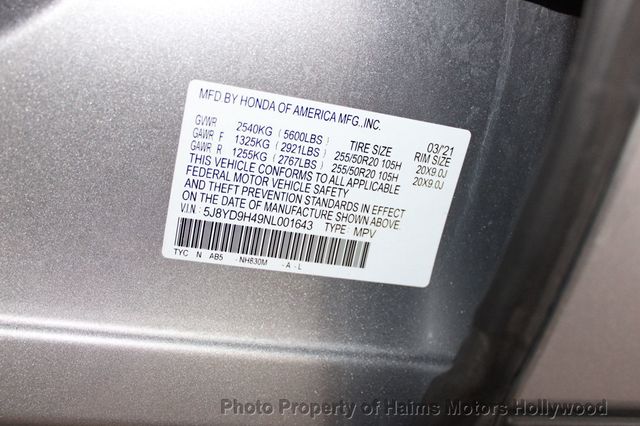 MFD.BY HONDA OF AMERICA MFG.,INC.
03/'21
GVWR 2540KG (5600LBS) TIRE SIZE RIM SIZE
GAWR F 1325KG (2921LBS) 255/50R20 105H 20X9.0J
GAWR R 1255KG (2767LBS) 255/50R20 105H 20X9.0J
THIS VEHICLE CONFORMS TO ALL APPLICABLE
FEDERAL MOTOR VEHICLE SAFETY
AND THEFT PREVENTION STANDARDS IN EFFECT
ON THE DATE OF MANUFACTURE SHOWN ABOVE.
V.I.N: 5J8YD9H49NL001643 TYPE: MPV
TYC N AB5 - NH830M - A - L
Photo Property of Haims Motors Hollywood